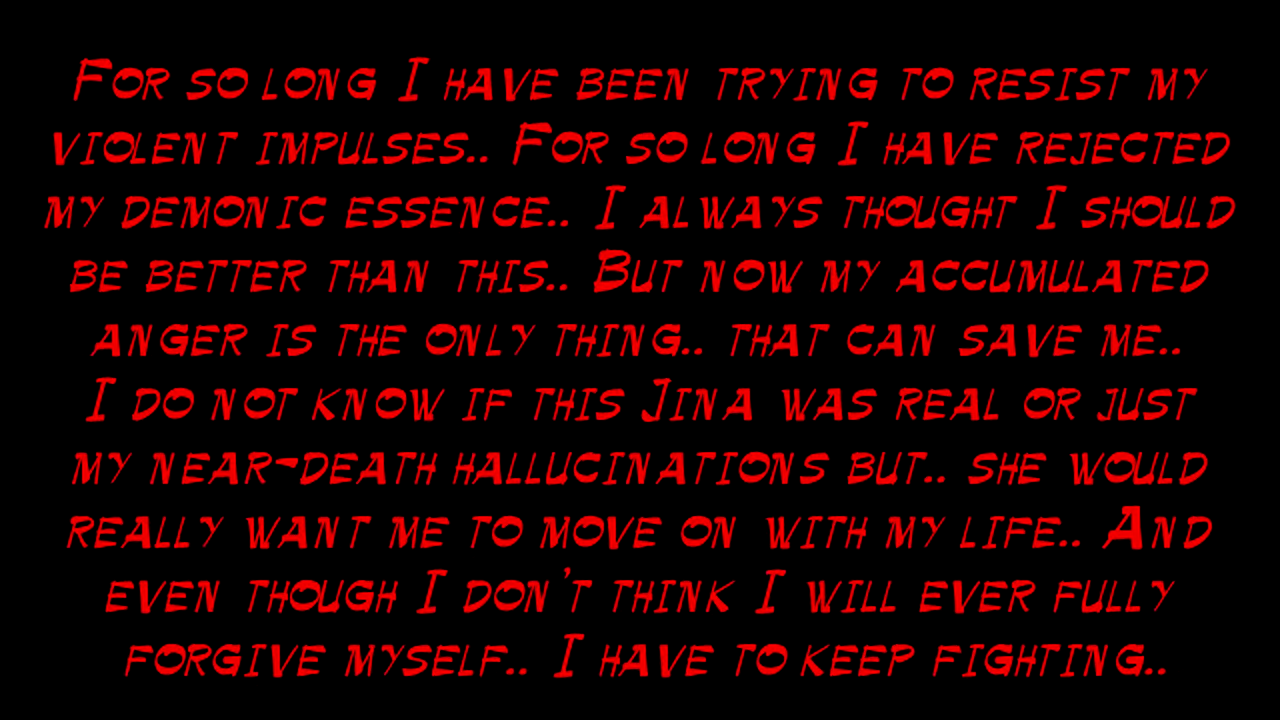 For so long I have been trying to resist my
violent impulses.. For so long I have rejected
my demonic essence.. I always thought I should
be better than this.. But now my accumulated
anger is the only thing.. that can save me..
I do not know if this Jina was real or just
my near-death hallucinations but.. she would
really want me to move on with my life.. And
even though I don't think I will ever fully
forgive myself.. I have to keep fighting..